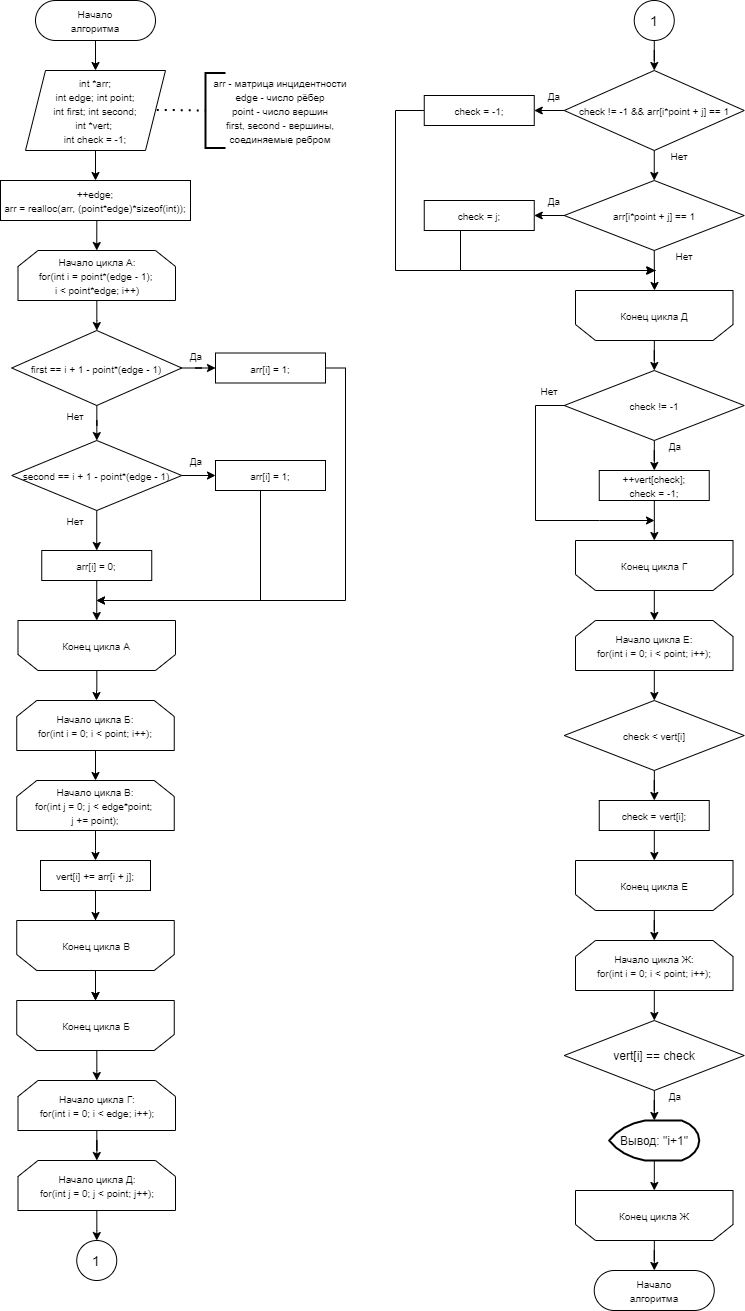 Начало
алгоритма
int *arr;
int edge; int point;
int first; int second;
int *vert;
int check = -1;
arr - матрица инцидентности
edge - число рёбер
point - число вершин
first, second - вершины,
соединяемые ребром
++edge;
arr = realloc(arr, (point*edge)*sizeof(int));
Начало цикла А:
for(int i = point*(edge - 1);
i < point*edge; i++)
first == i + 1 - point*(edge - 1)
Да
arr[i] = 1;
Нет
second == i + 1 - point*(edge - 1)
Да
arr[i] = 1;
Нет
arr[i] = 0;
Конец цикла А
Начало цикла Б:
for(int i = 0; i < point; i++);
Начало цикла В:
for(int j = 0; j < edge*point;
j += point);
vert[i] += arr[i + j];
Конец цикла В
Конец цикла Б
Начало цикла Г:
for(int i = 0; i < edge; i++);
Начало цикла Д:
for(int j = 0; j < point; j++);
1
1
check != -1 && arr[i*point + j] == 1
Да
check = -1;
Нет
arr[i*point + j] == 1
Да
check = j;
Нет
Конец цикла Д
check != -1
Нет
Да
++vert[check];
check = -1;
Конец цикла Г
Начало цикла Е:
for(int i = 0; i < point; i++);
check < vert[i]
check = vert[i];
Конец цикла Е
Начало цикла Ж:
for(int i = 0; i < point; i++);
vert[i] == check
Да
Вывод: "i+1"
Конец цикла Ж
Начало
алгоритма